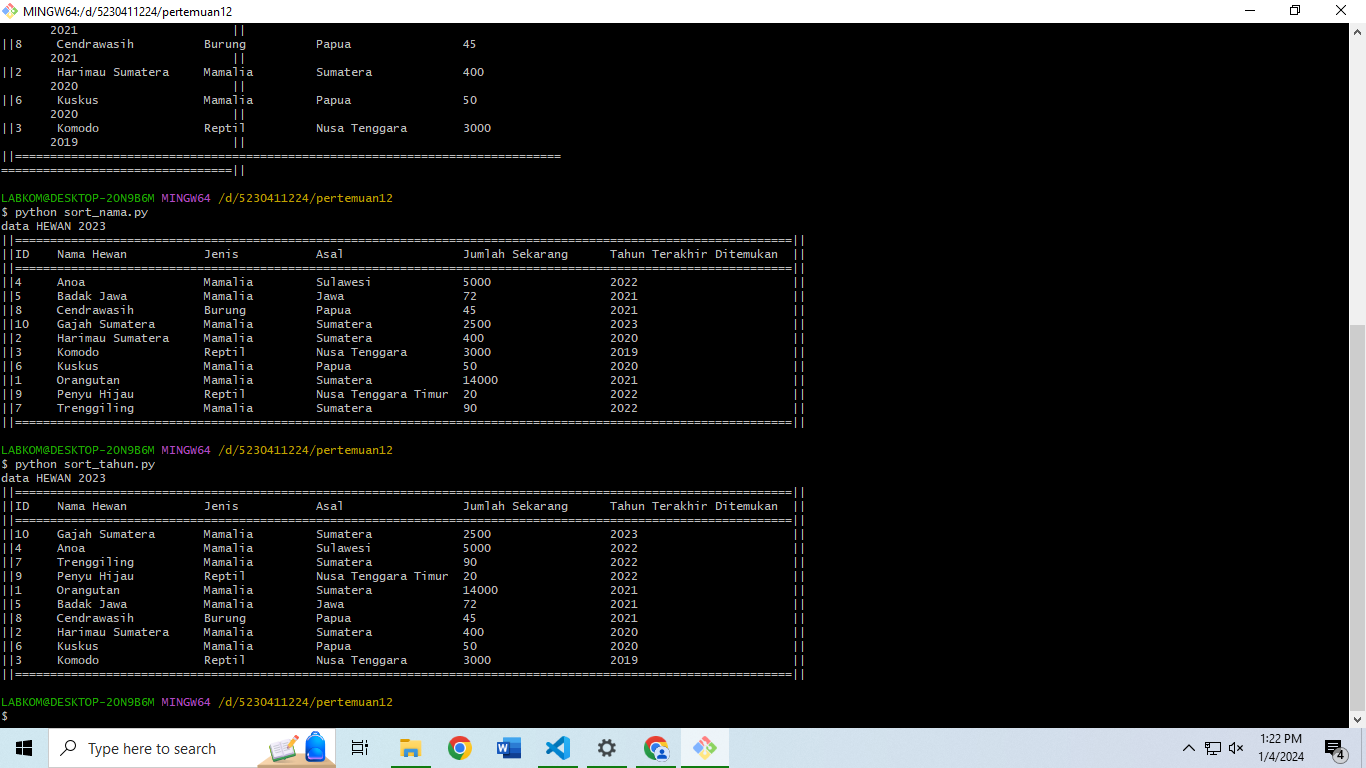 MINGW64:/d/5230411224/pertemuan12
2021 ||
||8 Cendrawasih Burung Papua 45
2021 ||
||2 Harimau Sumatera Mamalia Sumatera 400
2020 ||
||6 Kuskus Mamalia Papua 50
2020 ||
||3 Komodo Reptil Nusa Tenggara 3000
2019 ||
||==============================================================================
=================================||
LABKOM@DESKTOP-2ON9B6M MINGW64 /d/5230411224/pertemuan12
$ python sort_nama.py
data HEWAN 2023
||===============================================================================================================||
||ID Nama Hewan Jenis Asal Jumlah Sekarang Tahun Terakhir Ditemukan ||
||===============================================================================================================||
||4 Anoa Mamalia Sulawesi 5000 2022 ||
||5 Badak Jawa Mamalia Jawa 72 2021 ||
||8 Cendrawasih Burung Papua 45 2021 ||
||10 Gajah Sumatera Mamalia Sumatera 2500 2023 ||
||2 Harimau Sumatera Mamalia Sumatera 400 2020 ||
||3 Komodo Reptil Nusa Tenggara 3000 2019 ||
||6 Kuskus Mamalia Papua 50 2020 ||
||1 Orangutan Mamalia Sumatera 14000 2021 ||
||9 Penyu Hijau Reptil Nusa Tenggara Timur 20 2022 ||
||7 Trenggiling Mamalia Sumatera 90 2022 ||
||===============================================================================================================||
LABKOM@DESKTOP-2ON9B6M MINGW64 /d/5230411224/pertemuan12
$ python sort_tahun.py
data HEWAN 2023
||===============================================================================================================||
||ID Nama Hewan Jenis Asal Jumlah Sekarang Tahun Terakhir Ditemukan ||
||===============================================================================================================||
||10 Gajah Sumatera Mamalia Sumatera 2500 2023 ||
||4 Anoa Mamalia Sulawesi 5000 2022 ||
||7 Trenggiling Mamalia Sumatera 90 2022 ||
||9 Penyu Hijau Reptil Nusa Tenggara Timur 20 2022 ||
||1 Orangutan Mamalia Sumatera 14000 2021 ||
||5 Badak Jawa Mamalia Jawa 72 2021 ||
||8 Cendrawasih Burung Papua 45 2021 ||
||2 Harimau Sumatera Mamalia Sumatera 400 2020 ||
||6 Kuskus Mamalia Papua 50 2020 ||
||3 Komodo Reptil Nusa Tenggara 3000 2019 ||
||===============================================================================================================||
LABKOM@DESKTOP-2ON9B6M MINGW64 /d/5230411224/pertemuan12
$
Type here to search
1:22 PM
1/4/2024
4